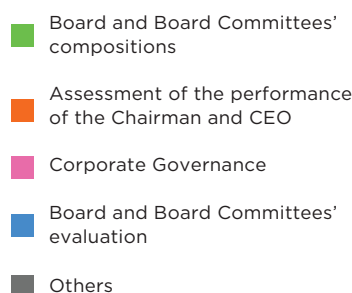 Board and Board Committees’
compositions
Assessment of the performance
of the Chairman and CEO
Corporate Governance
Board and Board Committees’
evaluation
Others